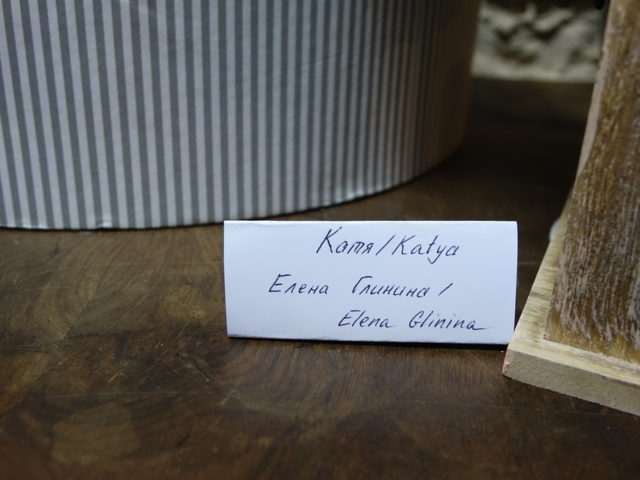 Катя/Katya
Елена Глинина/
Elena Glinina